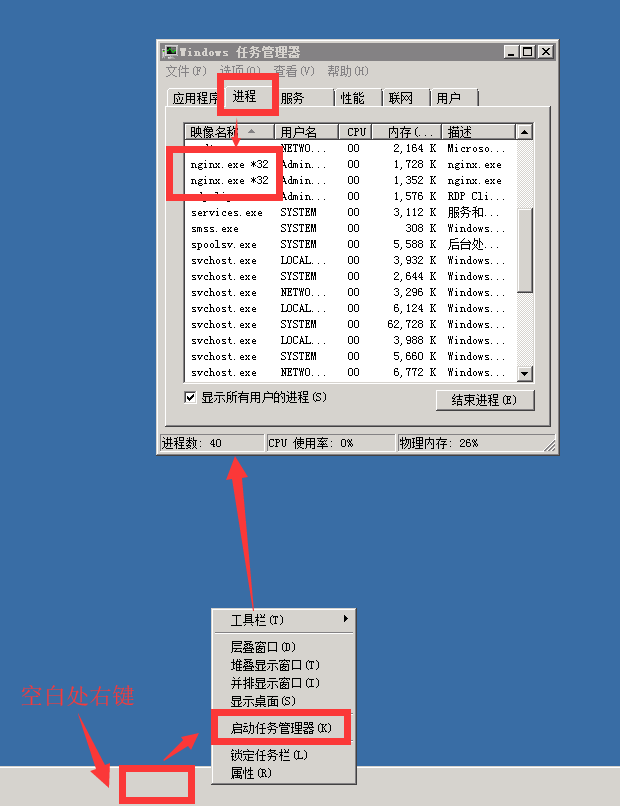 Windows 任务管理器
文件(F) 选项(O) 查看(V) 帮助(H)
应用程序 进程 服务 性能 联网 用户
映像名称 用户名 CPU 内存(... 描述
NETWO... 00 2,164 K Microso...
nginx.exe *32 Admin... 00 1,728 K nginx.exe
nginx.exe *32 Admin... 00 1,352 K nginx.exe
Admin... 00 1,576 K RDP Cli...
services.exe SYSTEM 00 3,112 K 服务和...
smss.exe SYSTEM 00 308 K Windows...
spoolsv.exe SYSTEM 00 5,588 K 后台处...
svchost.exe LOCAL... 00 3,932 K Windows...
svchost.exe SYSTEM 00 2,644 K Windows...
svchost.exe NETWO... 00 3,296 K Windows...
svchost.exe LOCAL... 00 6,124 K Windows...
svchost.exe SYSTEM 00 62,728 K Windows...
svchost.exe LOCAL... 00 3,988 K Windows...
svchost.exe SYSTEM 00 5,660 K Windows...
svchost.exe NETWO... 00 6,772 K Windows...
显示所有用户的进程(S) 结束进程(E)
进程数: 40 CPU 使用率: 0% 物理内存: 26%
工具栏(T)
层叠窗口(D)
堆叠显示窗口(T)
并排显示窗口(I)
显示桌面(S)
启动任务管理器(K)
锁定任务栏(L)
属性(R)
空白处右键